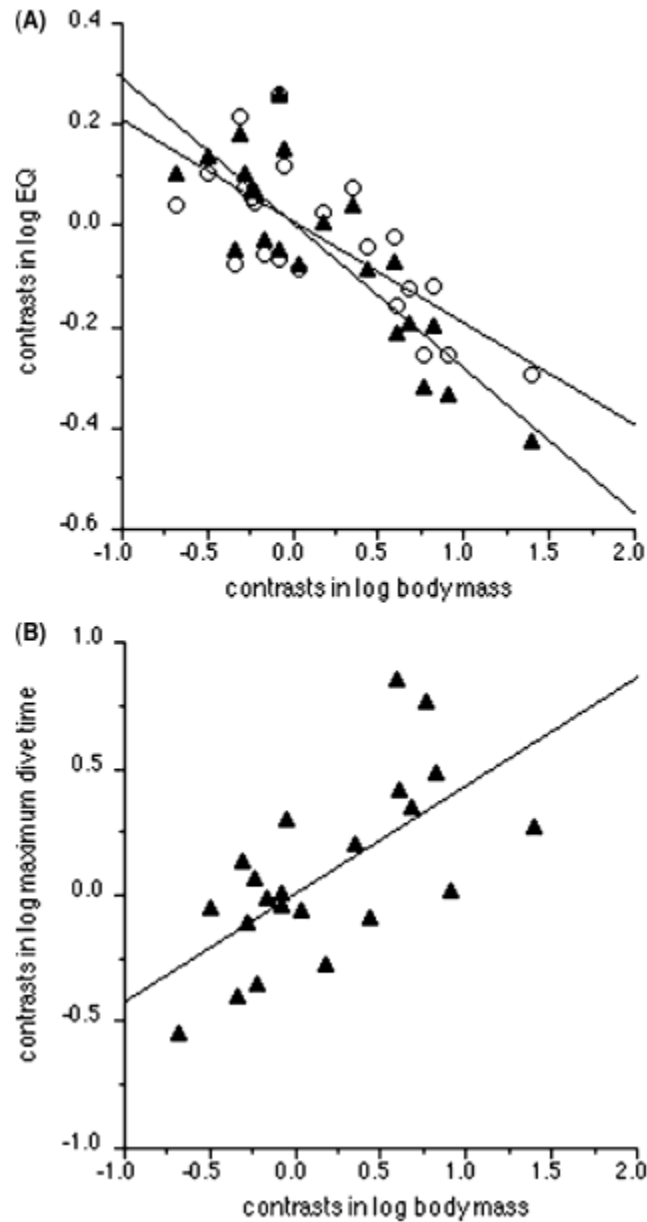 (A)
0.4
0.2
0.0
-0.2
-0.4
-0.6
contrasts in log EQ
-1.0 -0.5 0.0 0.5 1.0 1.5 2.0
contrasts in log body mass
(B)
1.0
0.5
0.0
-0.5
-1.0
contrasts in log maximum dive time
-1.0 -0.5 0.0 0.5 1.0 1.5 2.0
contrasts in log body mass